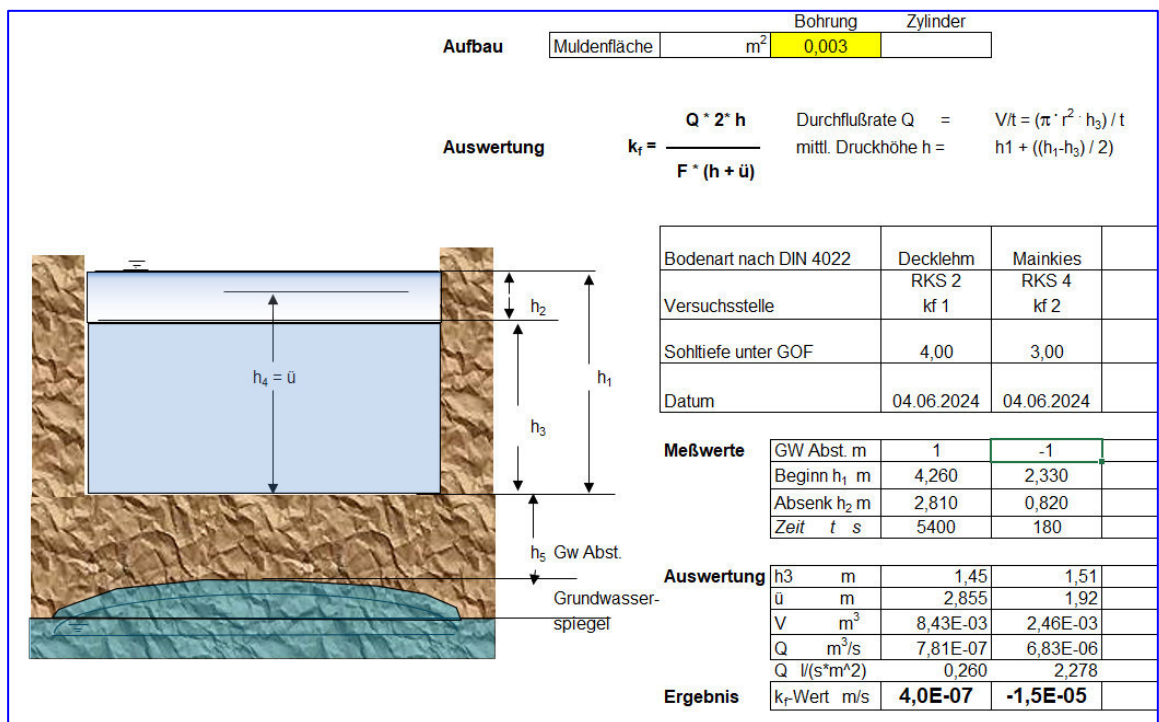 Bohrung Zylinder
Aufbau Muldenfläche m² 0,003
Q * 2* h Durchflußrate Q = V/t = (π * r² · h₃) / t
Auswertung k_f = mittl. Druckhöhe h = h1 + ((h₁-h₃) / 2)
F * (h + ü)
Bodenart nach DIN 4022 Decklehm Mainkies
Versuchsstelle RKS 2 kf 1 RKS 4 kf 2
Sohltiefe unter GOF 4,00 3,00
Datum 04.06.2024 04.06.2024
h₂
h₄ = ü
h₁
h₃
h₅ Gw Abst.
Grundwasser-
spiegel
Meßwerte GW Abst. m 1 -1
Beginn h₁ m 4,260 2,330
Absenk h₂ m 2,810 0,820
Zeit t s 5400 180
Auswertung h3 m 1,45 1,51
ü m 2,855 1,92
V m³ 8,43E-03 2,46E-03
Q m³/s 7,81E-07 6,83E-06
Q l/(s*m^2) 0,260 2,278
Ergebnis k_f-Wert m/s 4,0E-07 -1,5E-05